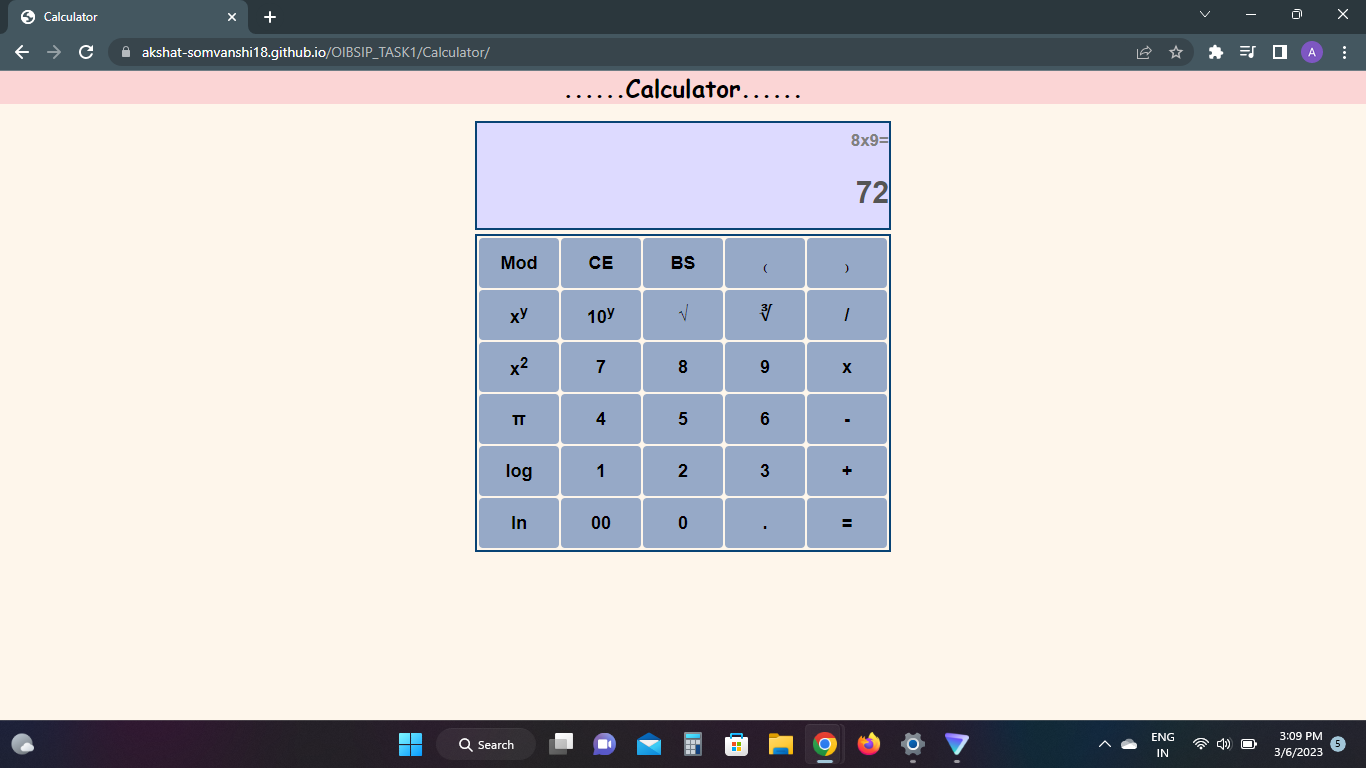 Calculator
akshat-somvanshi18.github.io/OIBSIP_TASK1/Calculator/
A
......Calculator......
8x9=
72
Mod CE BS ( )
x^y 10^y √ ∛ /
x^2 7 8 9 x
π 4 5 6 -
log 1 2 3 +
ln 00 0 . =
Search
ENG
IN
3:09 PM
3/6/2023
5